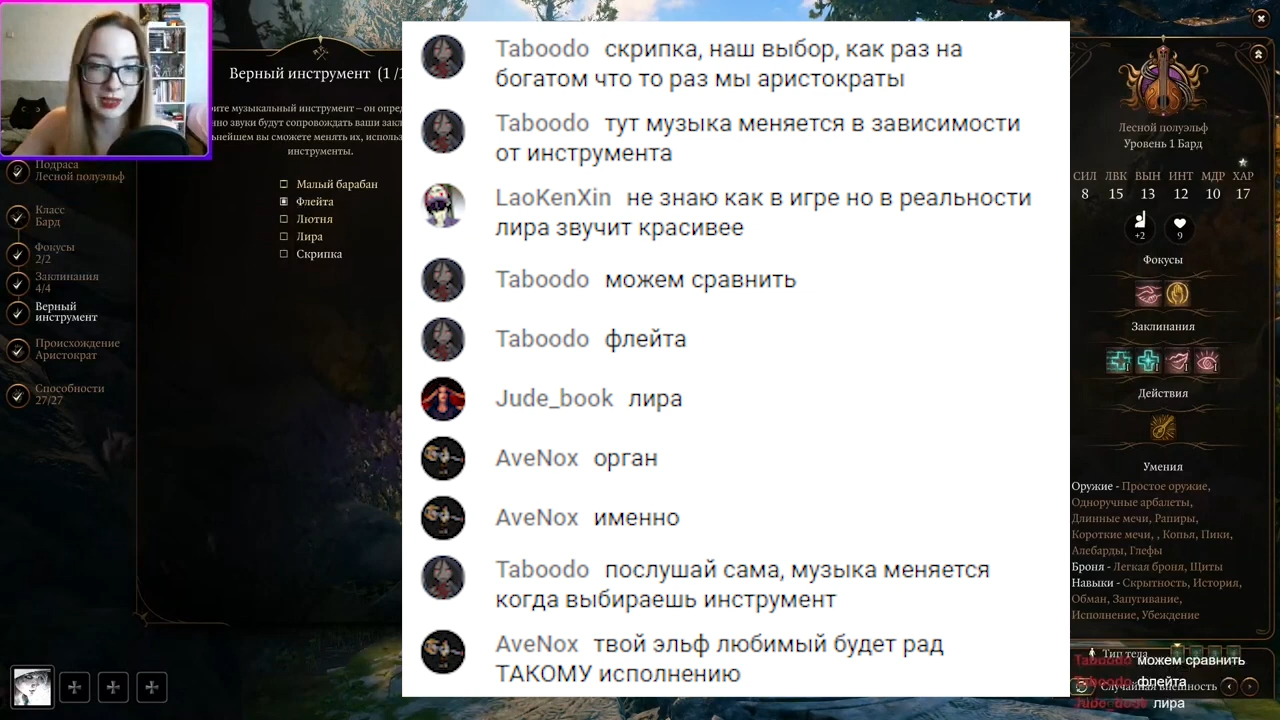 Верный инструмент (1 /
рите музыкальный инструмент – он опред
нно звуки будут сопровождать ваши закл
ьнейшем вы сможете менять их, использ
инструменты.
Малый барабан
Флейта
Лютня
Лира
Скрипка
Подраса
Лесной полуэльф
Класс
Бард
Фокусы
2/2
Заклинания
4/4
Верный
инструмент
Происхождение
Аристократ
Способности
27/27
Taboodo скрипка, наш выбор, как раз на
богатом что то раз мы аристократы
Taboodo тут музыка меняется в зависимости
от инструмента
LaoKenXin не знаю как в игре но в реальности
лира звучит красивее
Taboodo можем сравнить
Taboodo флейта
Jude_book лира
AveNox орган
AveNox именно
Taboodo послушай сама, музыка меняется
когда выбираешь инструмент
AveNox твой эльф любимый будет рад
ТАКОМУ исполнению
Лесной полуэльф
Уровень 1 Бард
СИЛ ЛВК ВЫН ИНТ МДР ХАР
8 15 13 12 10 17
+2 9
Фокусы
Заклинания
Действия
Умения
Оружие - Простое оружие,
Одноручные арбалеты,
Длинные мечи, Рапиры,
Короткие мечи, , Копья, Пики,
Алебарды, Глефы
Броня - Легкая броня, Щиты
Навыки - Скрытность, История,
Обман, Запугивание,
Исполнение, Убеждение
Тип тела
Taboodo можем сравнить
Taboodo флейта
Случайная внешность
Jude_book лира